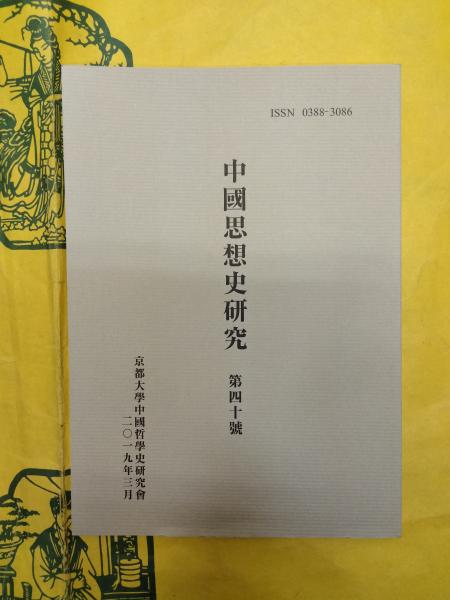 ISSN 0388-3086
中國思想史研究 第四十號
京都大學中國哲學史研究會
二〇一九年三月